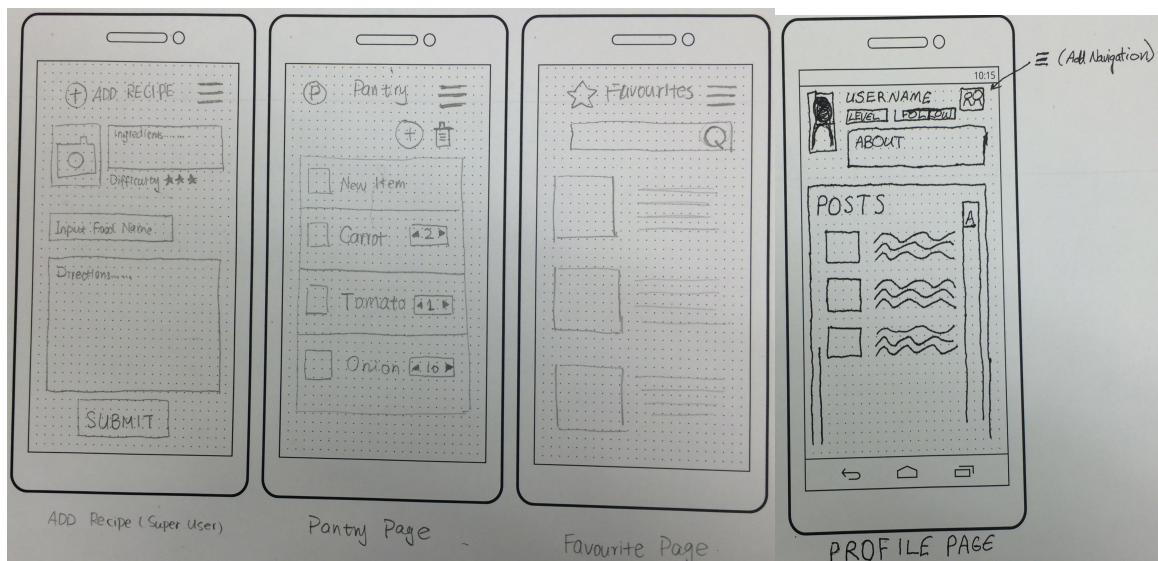 + ADD RECIPE
Ingredients......
Difficulty ★★★
Input Food Name
Directions......
SUBMIT
ADD Recipe (Super User)
P Pantry
+
New Item
Carrot ◀2▶
Tomato ◀1▶
Onion ◀10▶
Pantry Page
Favourites
Favourite Page
10:15
USERNAME
LEVEL FOLLOW
ABOUT
POSTS
(Add Navigation)
PROFILE PAGE